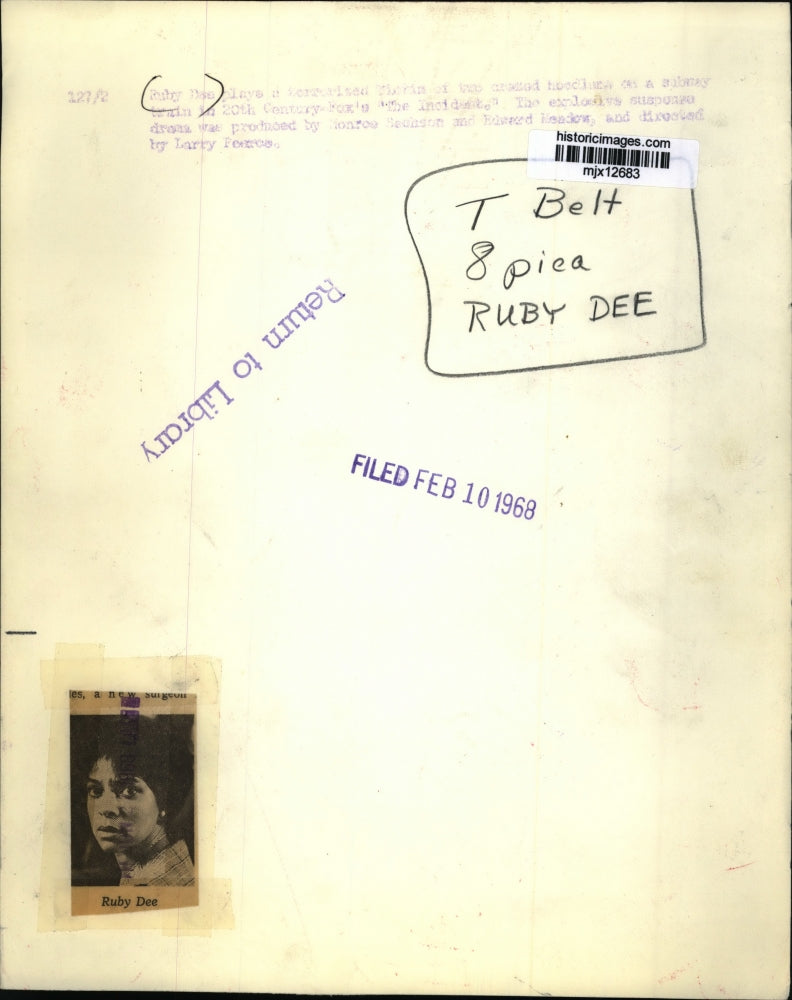 127/2
Ruby Dee plays a terrorized victim of two crazed hoodlums on a subway
train in 20th Century-Fox's "The Incident." The explosive suspense
drama was produced by Monroe Sachson and Edward Meadow, and directed
by Larry Peerce.
historicimages.com
mjx12683
T Belt
8 pica
RUBY DEE
Return to Library
FILED FEB 10 1968
es, a new surgeon
Ruby Dee